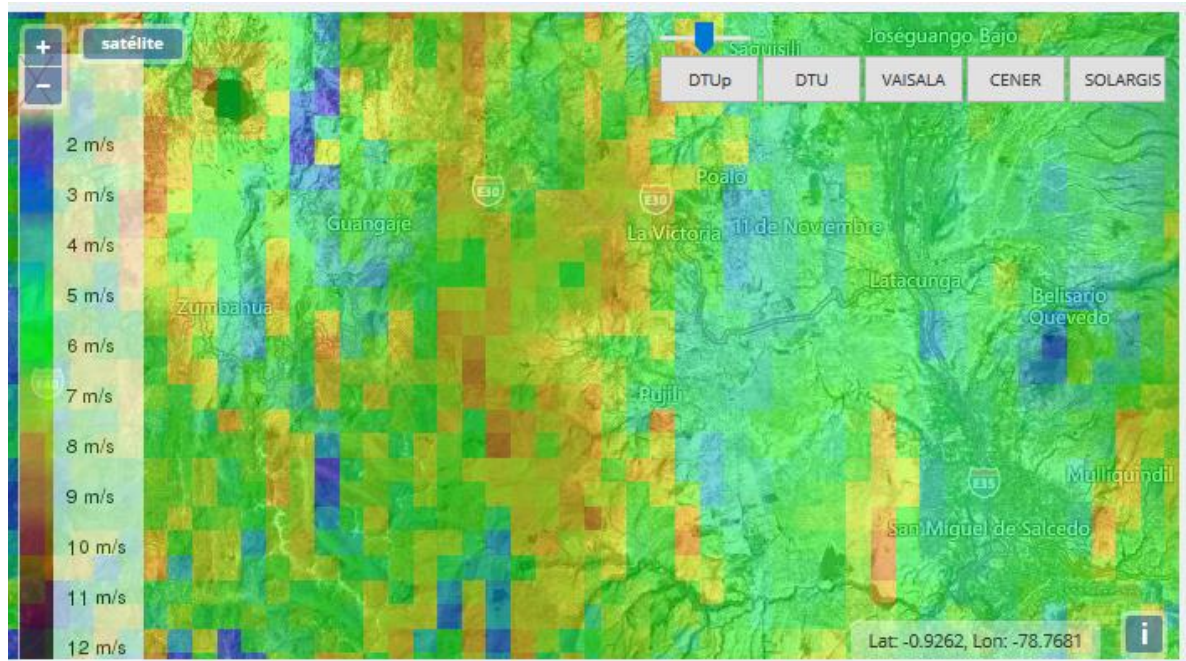 +
satélite
−
Saquisilí
Joséguango Bajo
DTUp
DTU
VAISALA
CENER
SOLARGIS
2 m/s
3 m/s
4 m/s
5 m/s
6 m/s
7 m/s
8 m/s
9 m/s
10 m/s
11 m/s
12 m/s
Poalo
E30
E30
Guangaje
La Victoria
11 de Noviembre
Latacunga
Zumbahua
Belisario
Quevedo
Pujili
Mulliquindil
E35
San Miguel de Salcedo
Lat: -0.9262, Lon: -78.7681
i